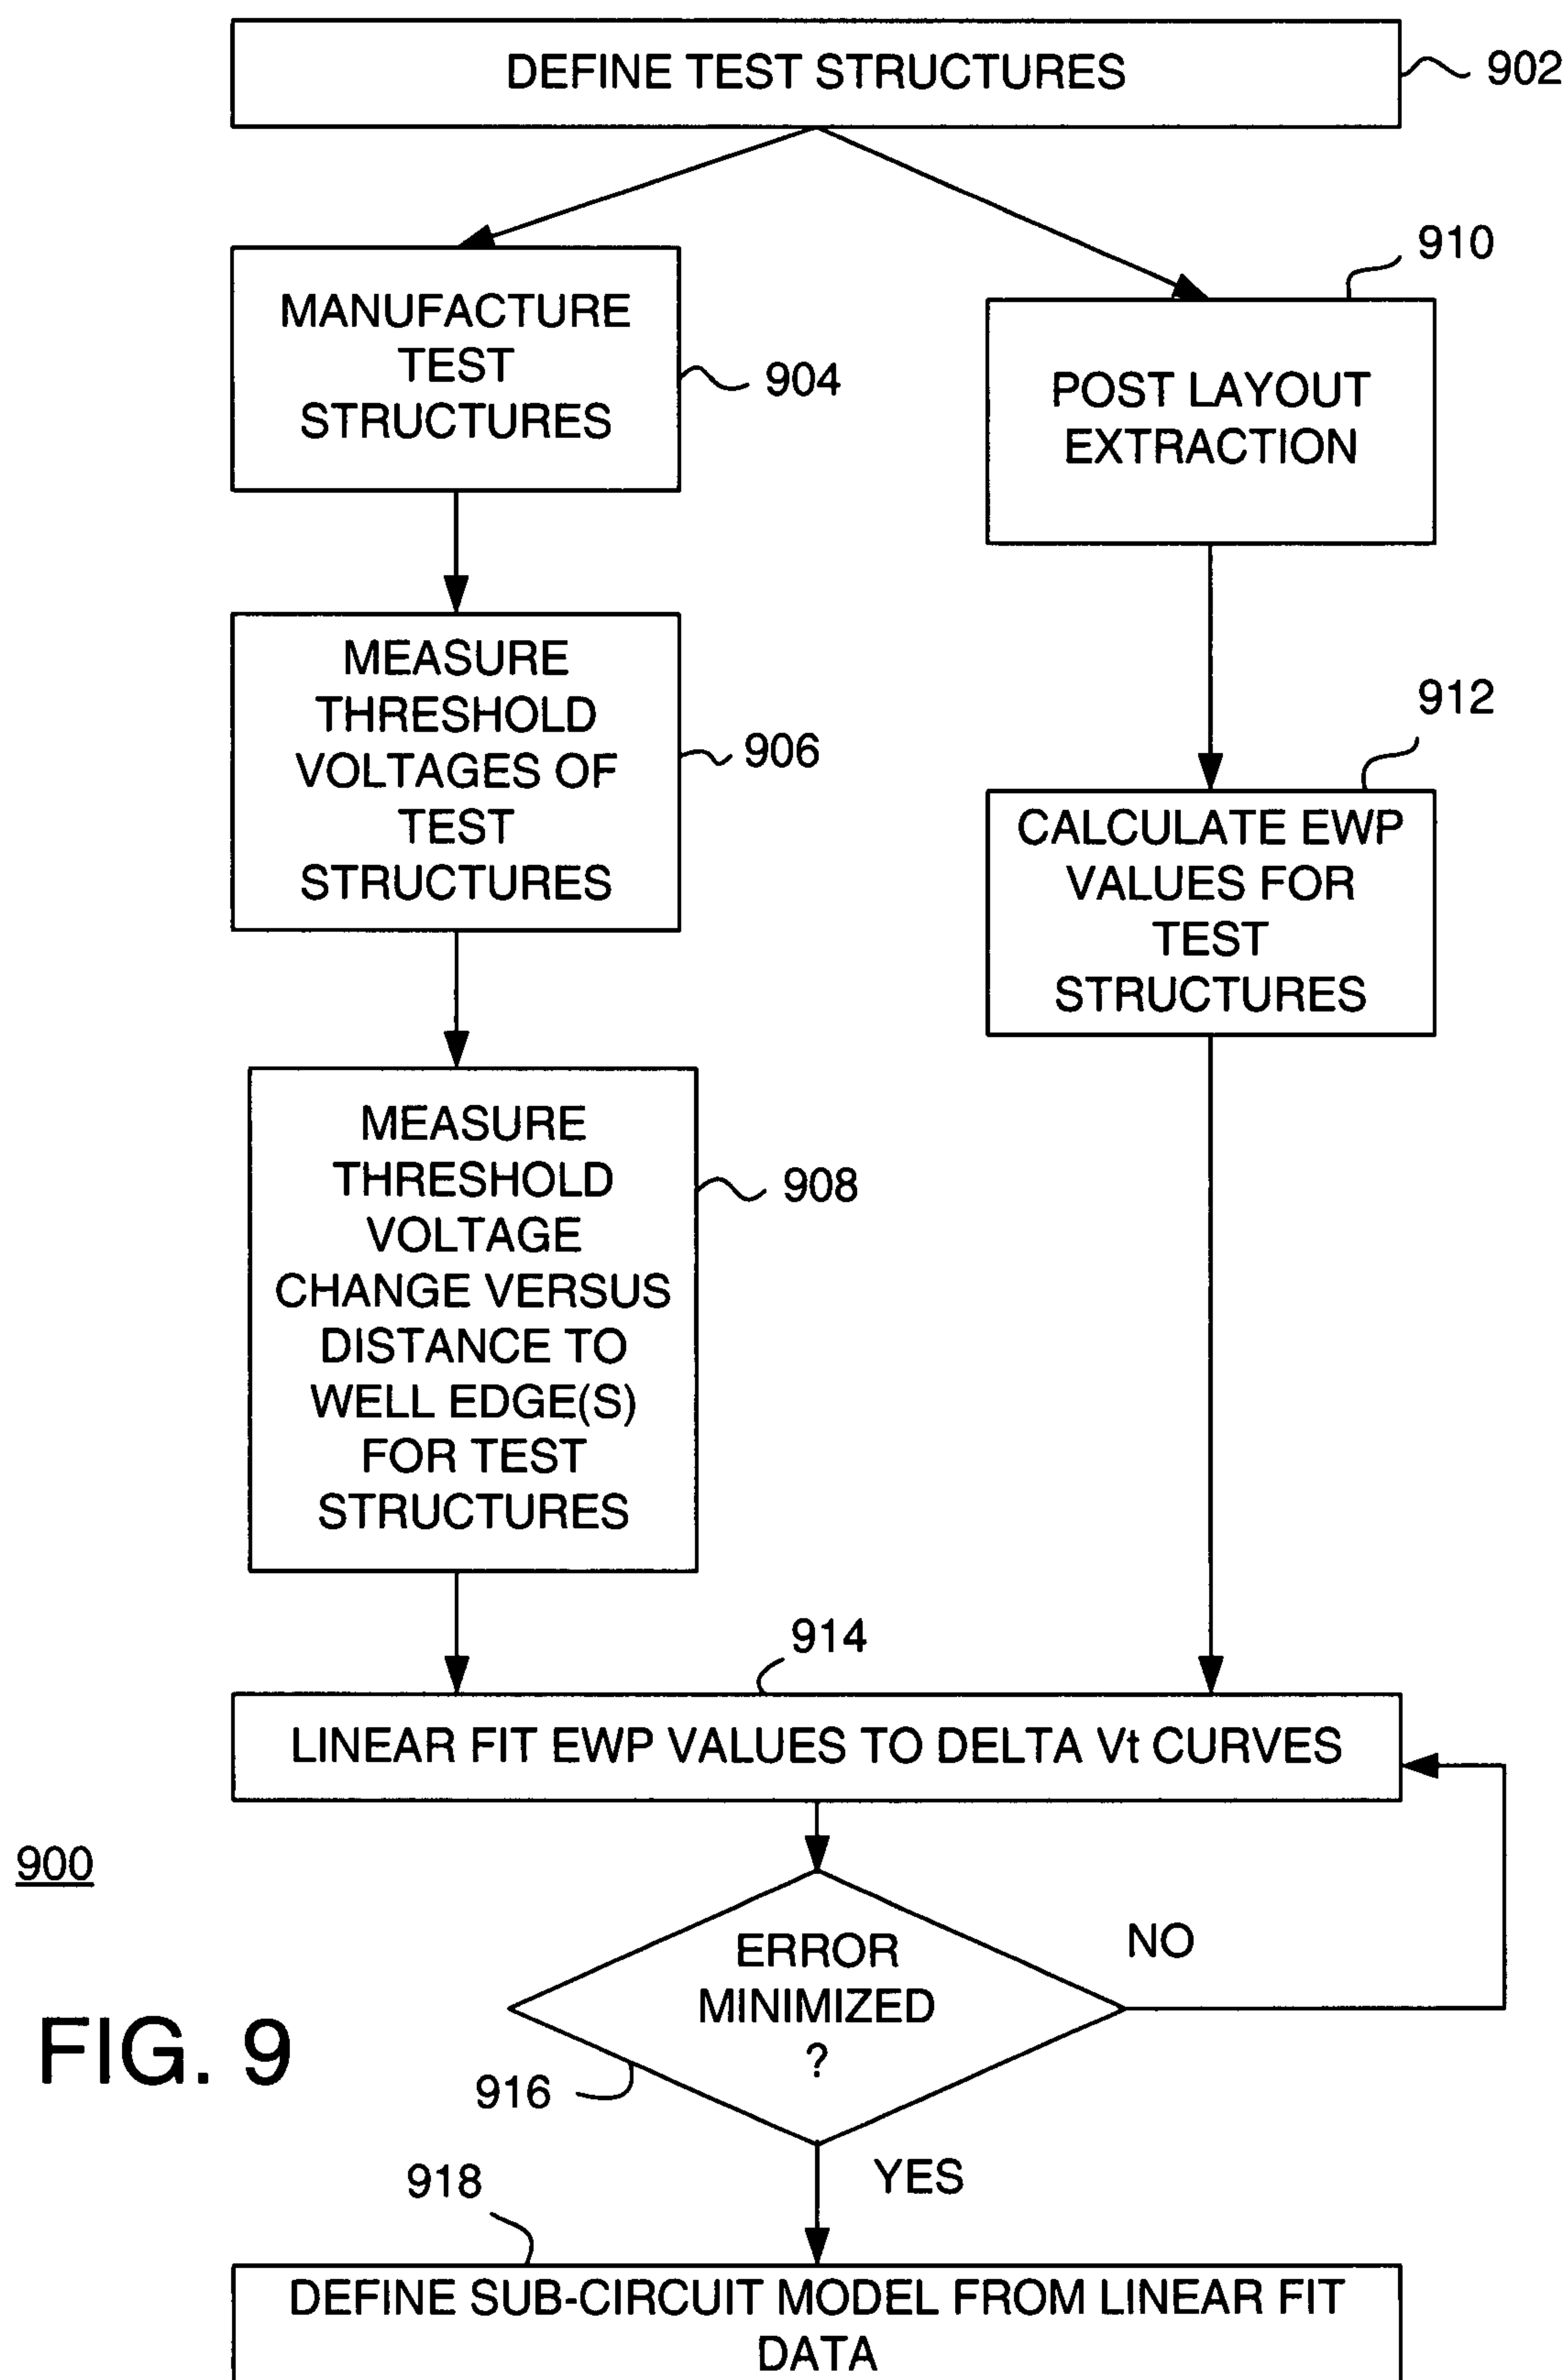 DEFINE TEST STRUCTURES
902
MANUFACTURE
TEST
STRUCTURES
904
910
POST LAYOUT
EXTRACTION
MEASURE
THRESHOLD
VOLTAGES OF
TEST
STRUCTURES
906
912
CALCULATE EWP
VALUES FOR
TEST
STRUCTURES
MEASURE
THRESHOLD
VOLTAGE
CHANGE VERSUS
DISTANCE TO
WELL EDGE(S)
FOR TEST
STRUCTURES
908
914
LINEAR FIT EWP VALUES TO DELTA Vt CURVES
900
ERROR
MINIMIZED
?
NO
916
FIG. 9
YES
918
DEFINE SUB-CIRCUIT MODEL FROM LINEAR FIT
DATA